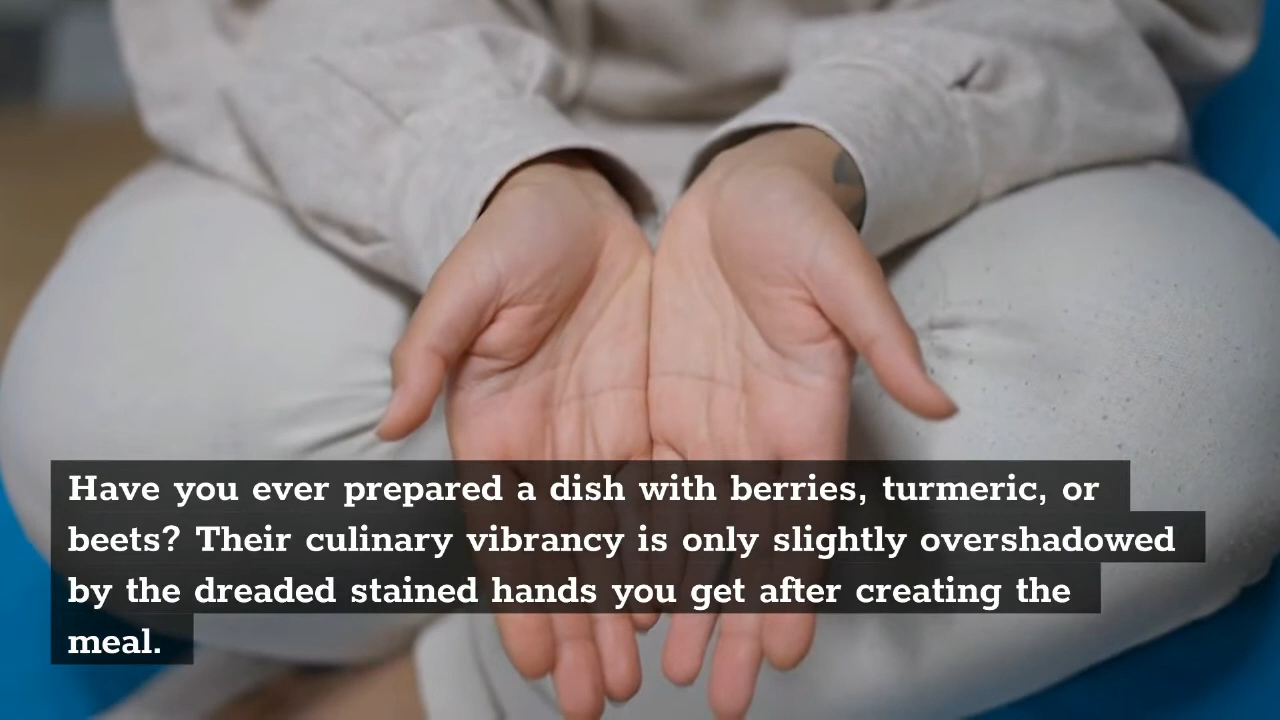 Have you ever prepared a dish with berries, turmeric, or
beets? Their culinary vibrancy is only slightly overshadowed
by the dreaded stained hands you get after creating the
meal.